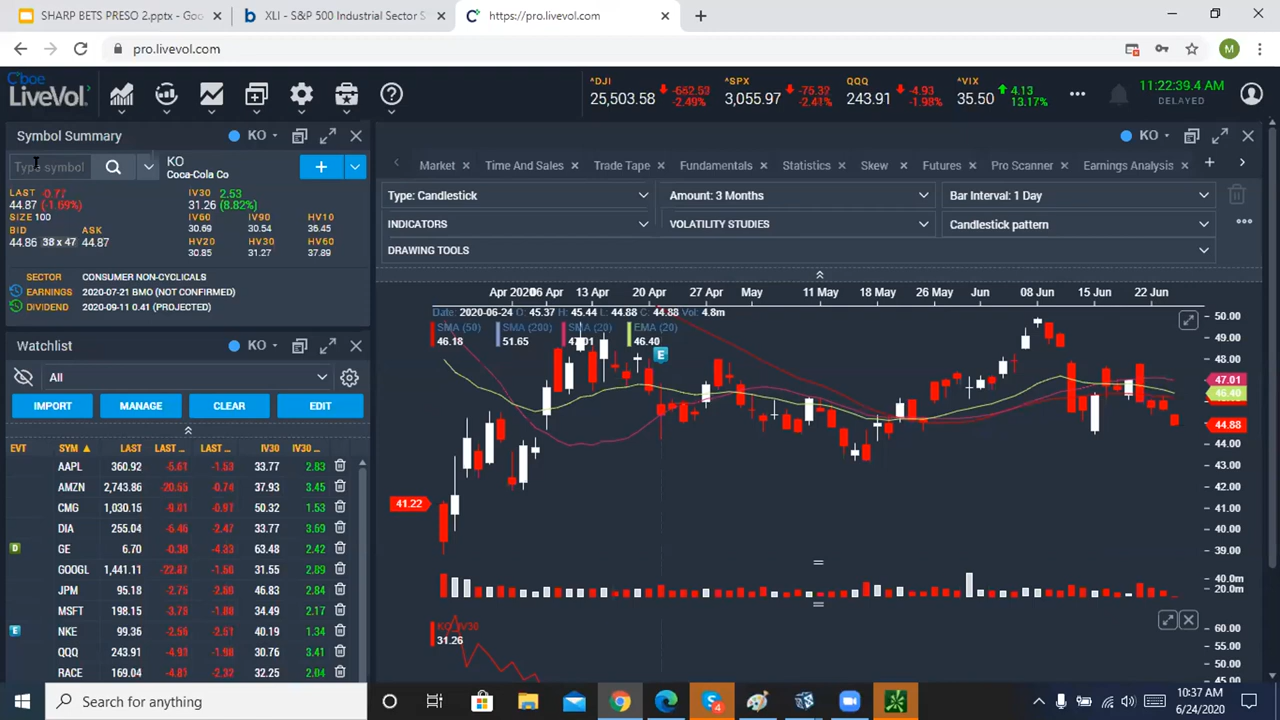 SHARP BETS PRESO 2.pptx - Goo
XLI - S&P 500 Industrial Sector S
https://pro.livevol.com
pro.livevol.com
M
Cboe
LiveVol
^DJI
25,503.58
-652.53
-2.49%
^SPX
3,055.97
-75.32
-2.41%
QQQ
243.91
-4.93
-1.98%
^VIX
35.50
4.13
13.17%
11:22:39.4 AM
DELAYED
Symbol Summary
KO
Type symbol
KO
Coca-Cola Co
LAST -0.77
44.87 (-1.69%)
IV30 2.53
31.26 (8.82%)
SIZE 100
IV60 IV90 HV10
30.69 30.54 36.45
BID ASK
44.86 38 x 47 44.87
HV20 HV30 HV60
30.85 31.27 37.89
SECTOR CONSUMER NON-CYCLICALS
EARNINGS 2020-07-21 BMO (NOT CONFIRMED)
DIVIDEND 2020-09-11 0.41 (PROJECTED)
Watchlist
KO
All
IMPORT MANAGE CLEAR EDIT
EVT SYM LAST LAST ... LAST ... IV30 IV30 ...
AAPL 360.92 -5.61 -1.53 33.77 2.83
AMZN 2,743.86 -20.55 -0.74 37.93 3.45
CMG 1,030.15 -9.01 -0.97 50.32 1.53
DIA 255.04 -6.46 -2.47 33.77 3.69
D GE 6.70 -0.30 -4.33 63.48 2.42
GOOGL 1,441.11 -22.87 31.55 2.89
JPM 95.18 -2.75 46.83 2.84
MSFT 198.15 -3.76 34.49 2.17
E NKE 99.36 40.19 1.34
QQQ 243.91 -4.93 -1.98 30.76 3.41
RACE 169.04 -4.81 32.25 2.04
KO
Market Time And Sales Trade Tape Fundamentals Statistics Skew Futures Pro Scanner Earnings Analysis
Type: Candlestick Amount: 3 Months Bar Interval: 1 Day
INDICATORS VOLATILITY STUDIES Candlestick pattern
DRAWING TOOLS
Apr 2020 06 Apr 13 Apr 20 Apr 27 Apr May 11 May 18 May 26 May Jun 08 Jun 15 Jun 22 Jun
Date: 2020-06-24 O: 45.37 H: 45.44 L: 44.88 C: 44.88 Vol: 4.8m
SMA (50) SMA (200) SMA (20) EMA (20)
46.18 51.65 47.01 46.40
E
50.00
49.00
48.00
47.01
46.40
44.88
44.00
43.00
42.00
41.22
41.00
40.00
39.00
40.0m
20.0m
KO IV30
31.26
60.00
55.00
50.00
45.00
Search for anything
4
10:37 AM
6/24/2020